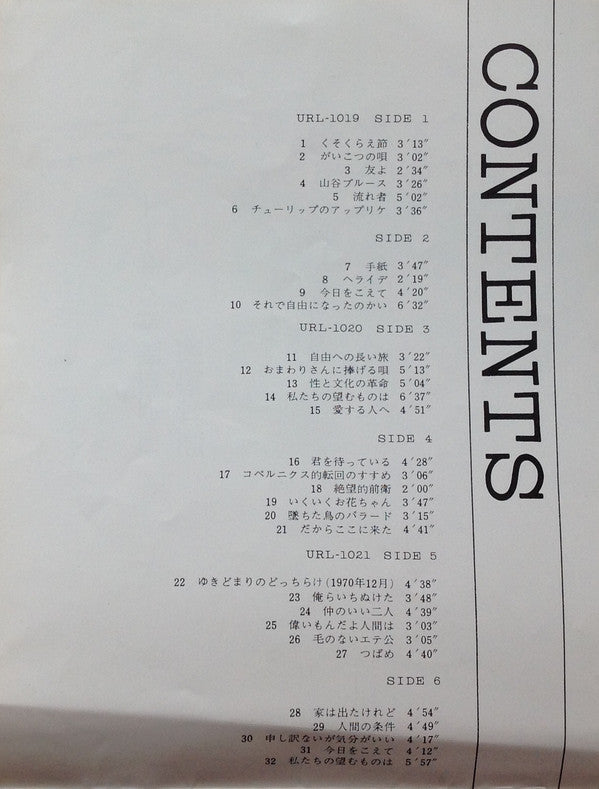 CONTENTS
URL-1019 SIDE 1
1 くそくらえ節 3′13″
2 がいこつの唄 3′02″
3 友よ 2′34″
4 山谷ブルース 3′26″
5 流れ者 5′02″
6 チューリップのアップリケ 3′36″
SIDE 2
7 手紙 3′47″
8 ヘライデ 2′19″
9 今日をこえて 4′20″
10 それで自由になったのかい 6′32″
URL-1020 SIDE 3
11 自由への長い旅 3′22″
12 おまわりさんに捧げる唄 5′13″
13 性と文化の革命 5′04″
14 私たちの望むものは 6′37″
15 愛する人へ 4′51″
SIDE 4
16 君を待っている 4′28″
17 コペルニクス的転回のすすめ 3′06″
18 絶望的前衛 2′00″
19 いくいくお花ちゃん 3′47″
20 墜ちた鳥のバラード 3′15″
21 だからここに来た 4′41″
URL-1021 SIDE 5
22 ゆきどまりのどっちらけ(1970年12月) 4′38″
23 俺らいちぬけた 3′48″
24 仲のいい二人 4′39″
25 偉いもんだよ人間は 3′03″
26 毛のないエテ公 3′05″
27 つばめ 4′40″
SIDE 6
28 家は出たけれど 4′54″
29 人間の条件 4′49″
30 申し訳ないが気分がいい 4′17″
31 今日をこえて 4′12″
32 私たちの望むものは 5′57″